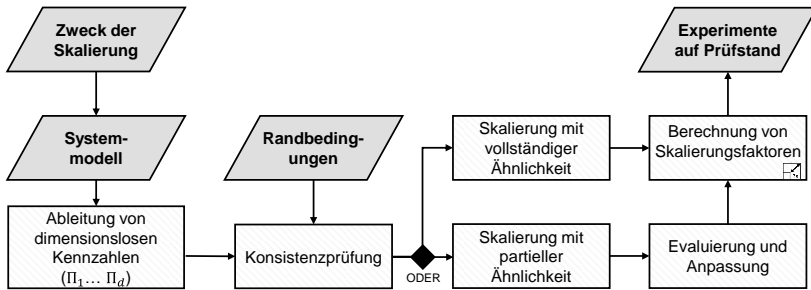 Zweck der
Skalierung
System-
modell
Ableitung von
dimensionslosen
Kennzahlen
(Π₁… Π_d)
Randbeding-
ungen
Konsistenzprüfung
ODER
Skalierung mit
vollständiger
Ähnlichkeit
Skalierung mit
partieller
Ähnlichkeit
Experimente
auf Prüfstand
Berechnung von
Skalierungsfaktoren
Evaluierung und
Anpassung